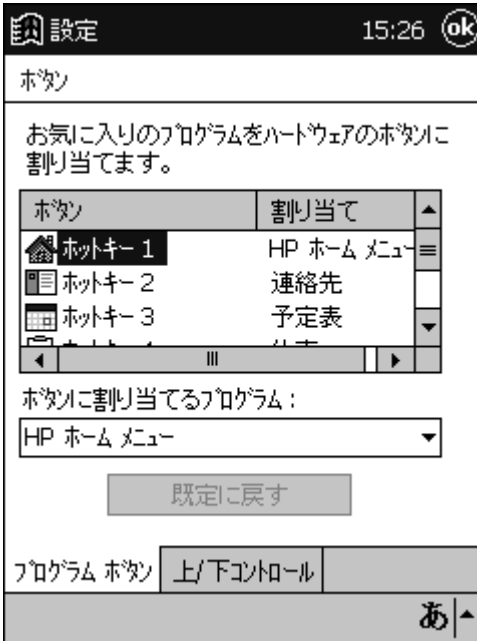 設定 15:26 ok
ボタン
お気に入りのプログラムをハードウェアのボタンに
割り当てます。
ボタン 割り当て
ホットキー 1 HP ホーム メニュー
ホットキー 2 連絡先
ホットキー 3 予定表
ボタンに割り当てるプログラム:
HP ホーム メニュー
既定に戻す
プログラム ボタン 上/下コントロール
あ